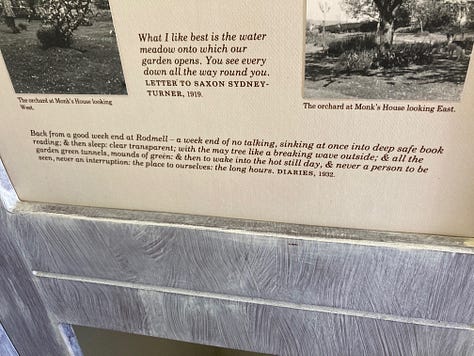 What I like best is the water
meadow onto which our
garden opens. You see every
down all the way round you.
LETTER TO SAXON SYDNEY-
TURNER, 1919.
The orchard at Monk's House looking
West.
The orchard at Monk's House looking East.
Back from a good week end at Rodmell – a week end of no talking, sinking at once into deep safe book
reading; & then sleep: clear transparent; with the may tree like a breaking wave outside; & all the
garden green tunnels, mounds of green: & then to wake into the hot still day, & never a person to be
seen, never an interruption: the place to ourselves: the long hours. DIARIES, 1932.